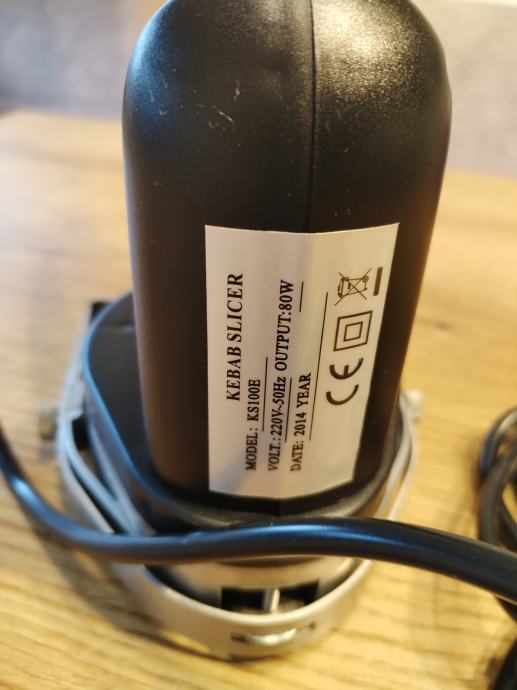 KEBAB SLICER
MODEL: KS100E
VOLT.:220V~50Hz OUTPUT:80W
DATE: 2014 YEAR
CE